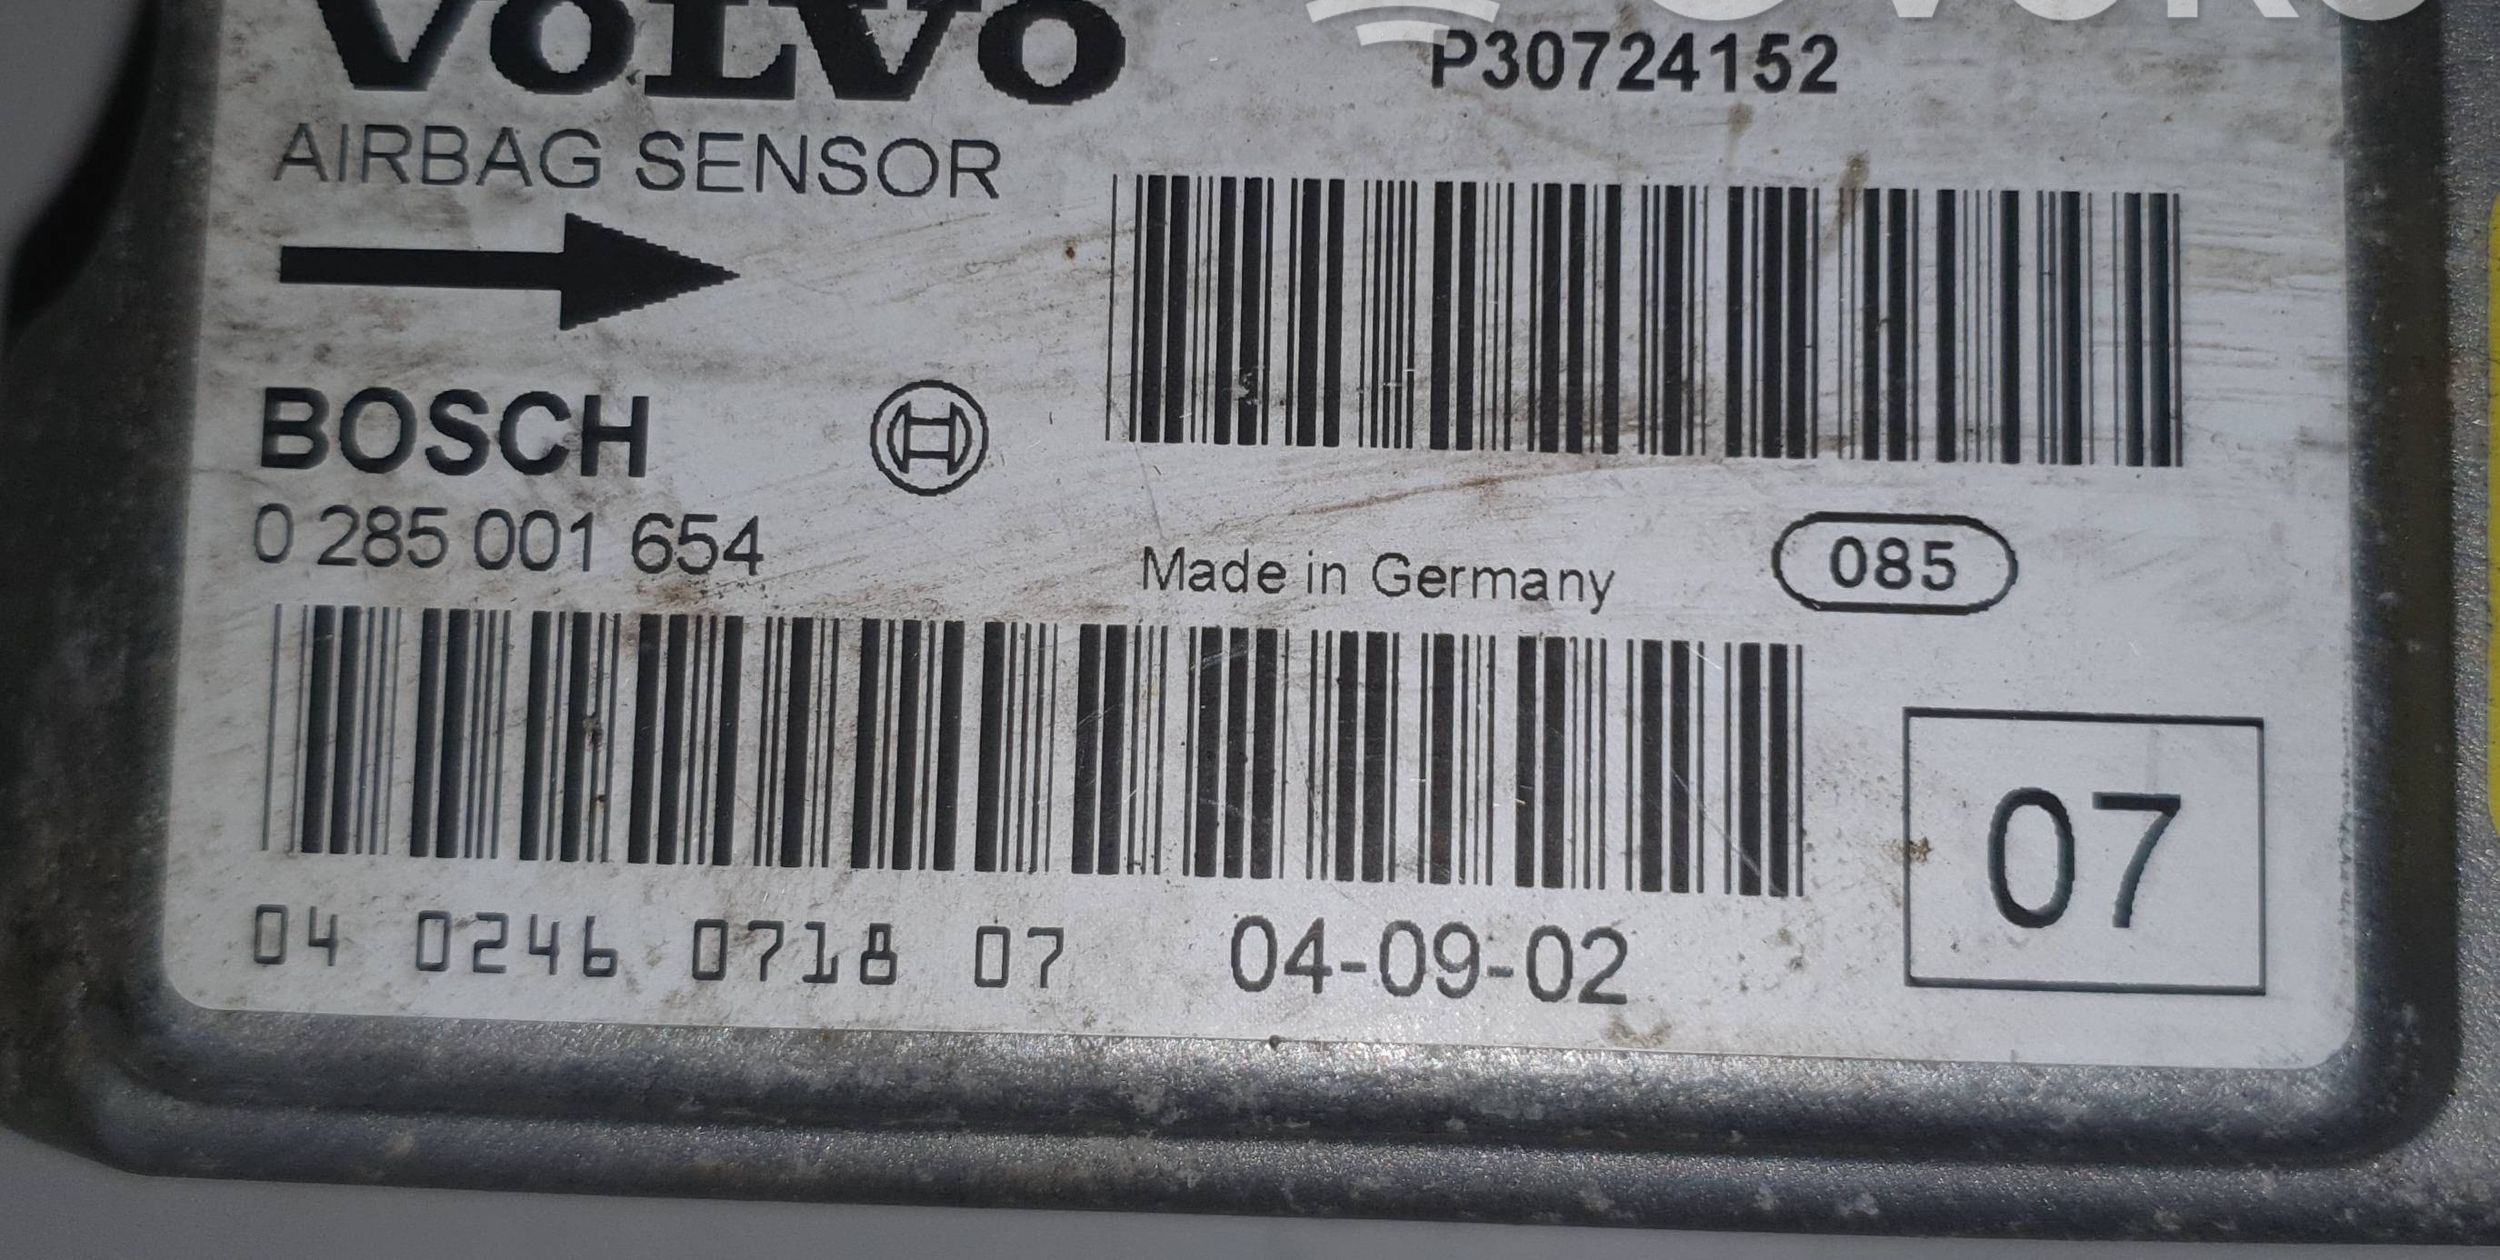 VOLVO
P30724152
AIRBAG SENSOR
BOSCH
0 285 001 654
Made in Germany
085
07
04 0246 0718 07
04-09-02